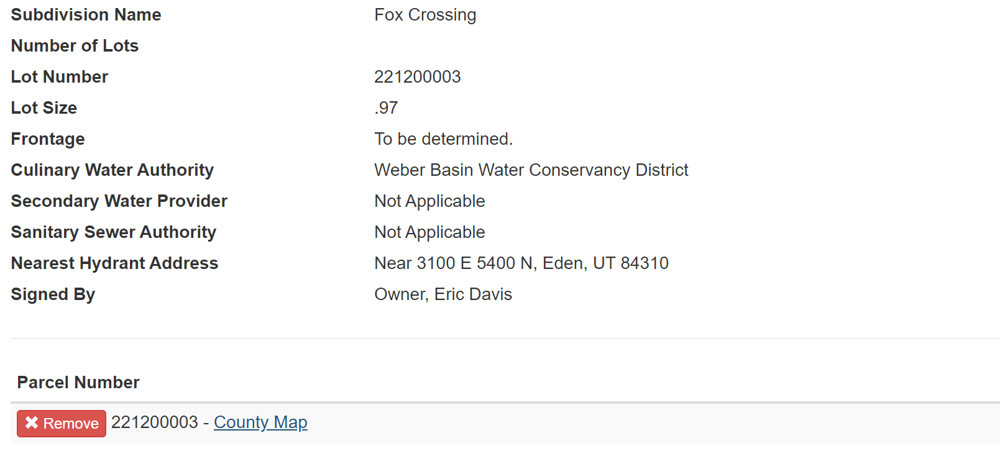 Subdivision Name Fox Crossing
Number of Lots
Lot Number 221200003
Lot Size .97
Frontage To be determined.
Culinary Water Authority Weber Basin Water Conservancy District
Secondary Water Provider Not Applicable
Sanitary Sewer Authority Not Applicable
Nearest Hydrant Address Near 3100 E 5400 N, Eden, UT 84310
Signed By Owner, Eric Davis
Parcel Number
✖ Remove 221200003 - County Map